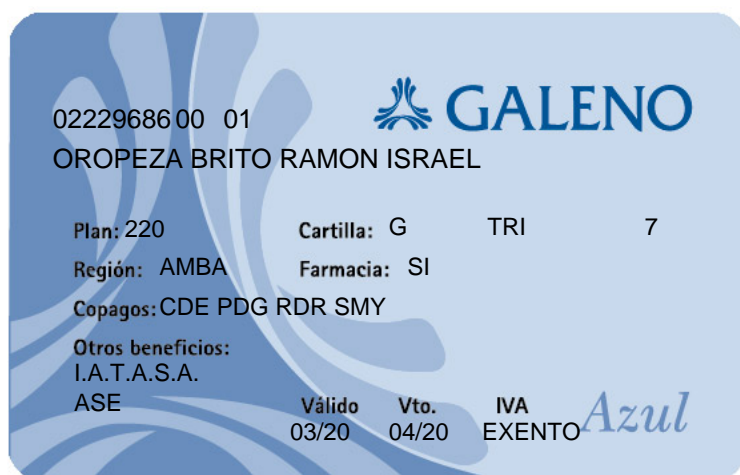 GALENO
02229686 00 01
OROPEZA BRITO RAMON ISRAEL
Plan: 220 Cartilla: G TRI 7
Región: AMBA Farmacia: SI
Copagos: CDE PDG RDR SMY
Otros beneficios:
I.A.T.A.S.A.
ASE Válido Vto. IVA Azul
03/20 04/20 EXENTO